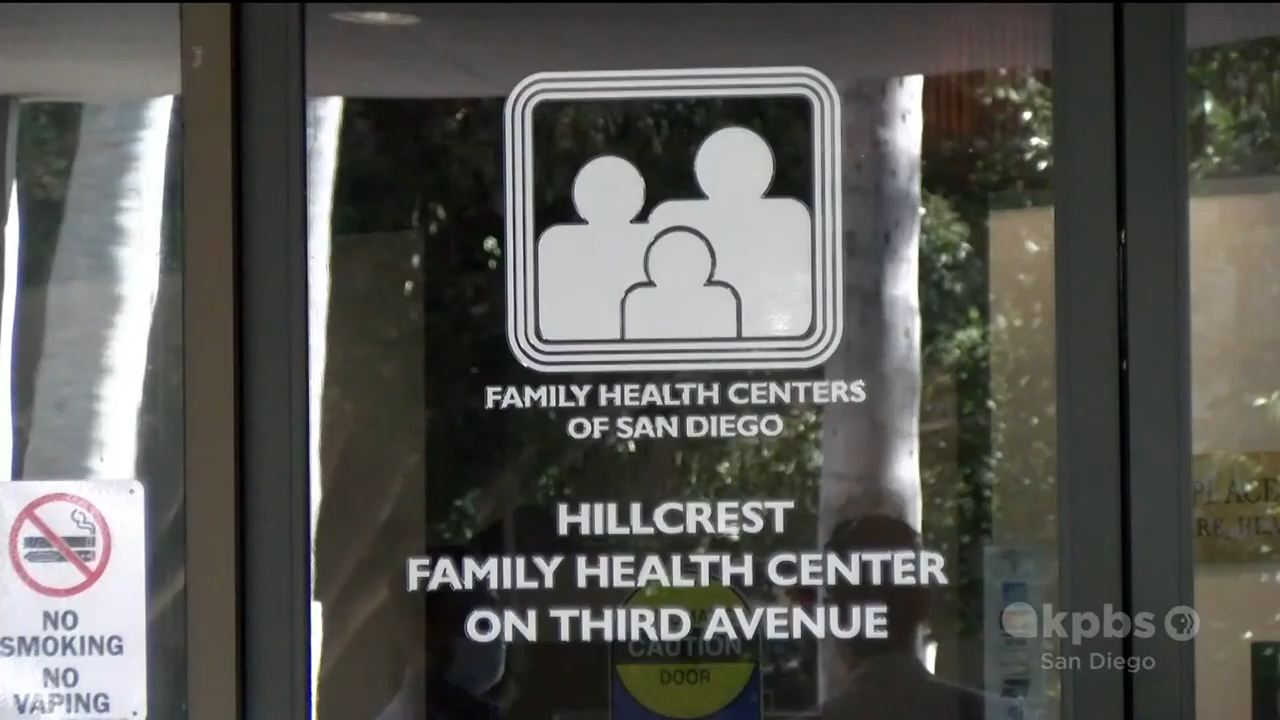 FAMILY HEALTH CENTERS
OF SAN DIEGO
HILLCREST
FAMILY HEALTH CENTER
ON THIRD AVENUE
CAUTION
DOOR
NO
SMOKING
NO
VAPING
kpbs
San Diego